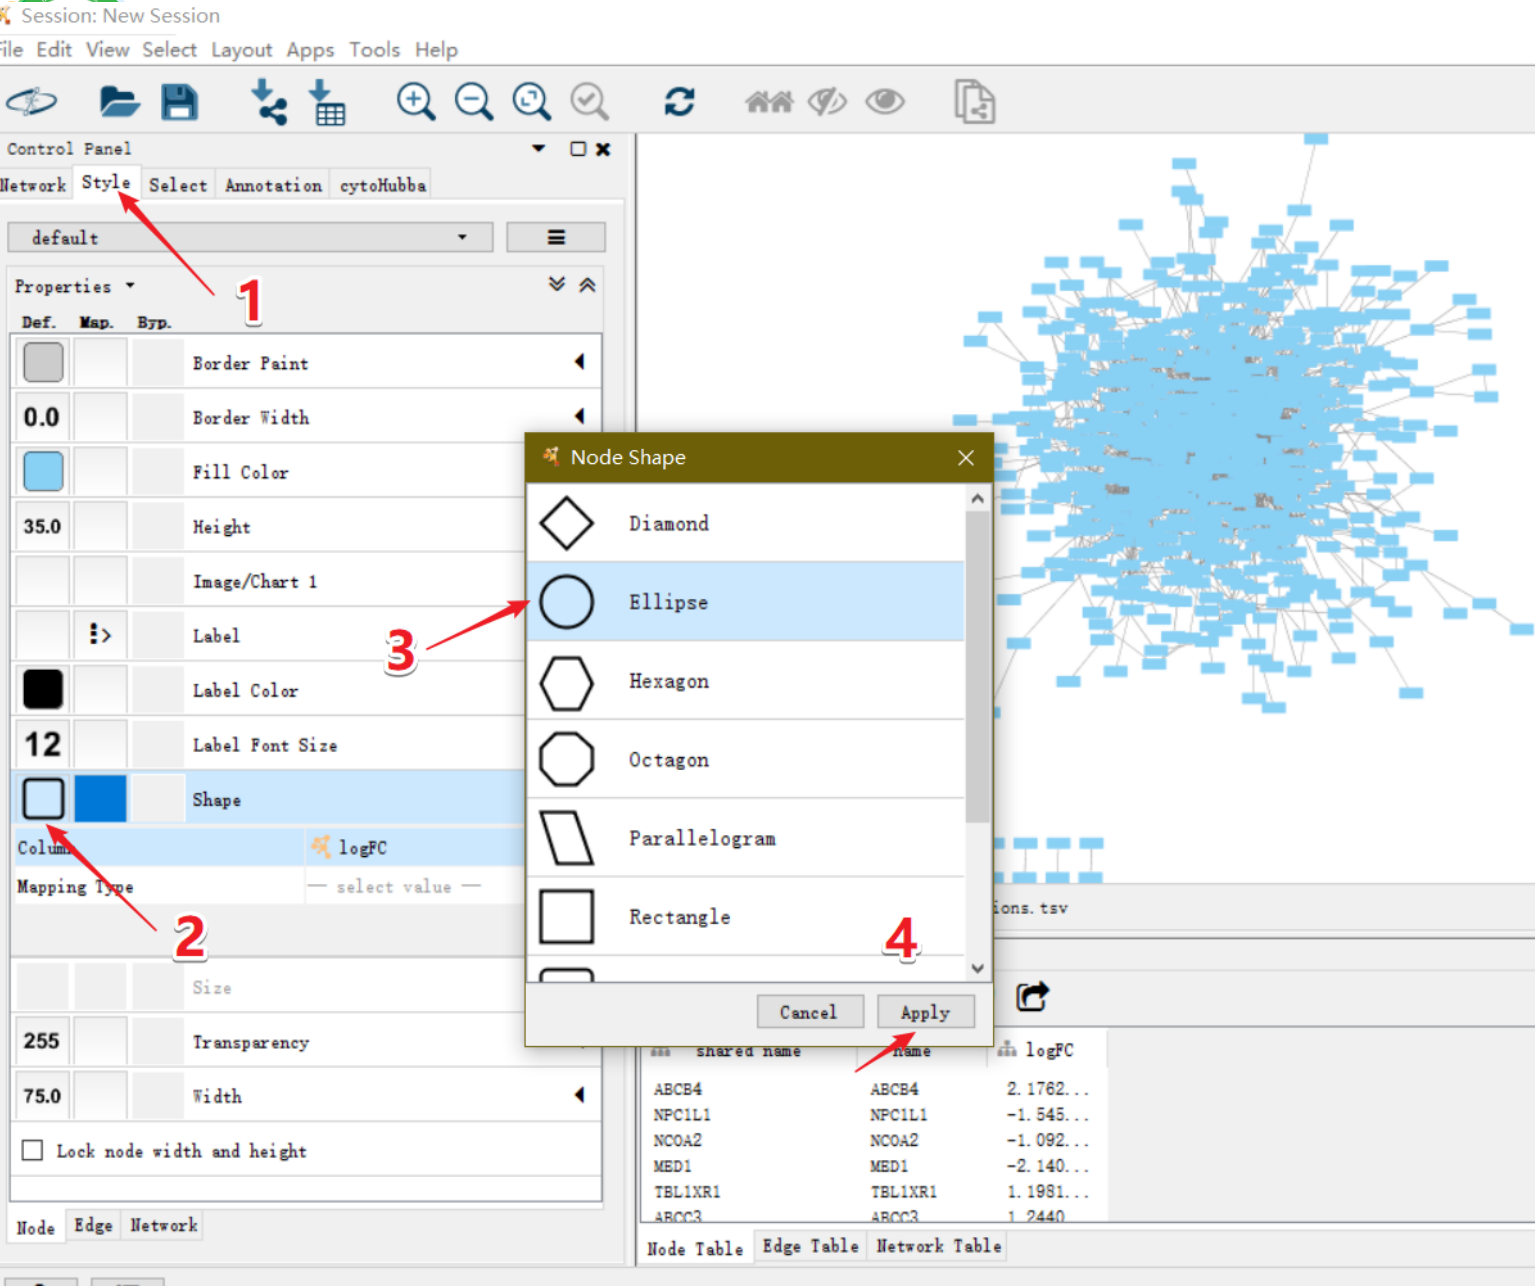 Session: New Session
File Edit View Select Layout Apps Tools Help
Control Panel
Network Style Select Annotation cytoHubba
default
1
Properties
Def. Map. Byp.
Border Paint
0.0 Border Width
Fill Color
35.0 Height
Image/Chart 1
Label
Label Color
12 Label Font Size
Shape
Column logFC
Mapping Type — select value —
2
Size
255 Transparency
75.0 Width
Lock node width and height
Node Edge Network
Node Shape
Diamond
Ellipse
3
Hexagon
Octagon
Parallelogram
Rectangle
4
Cancel Apply
ions.tsv
shared name name logFC
ABCB4 ABCB4 2.1762...
NPC1L1 NPC1L1 -1.545...
NCOA2 NCOA2 -1.092...
MED1 MED1 -2.140...
TBL1XR1 TBL1XR1 1.1981...
ABCC3 ABCC3 1.2440
Node Table Edge Table Network Table